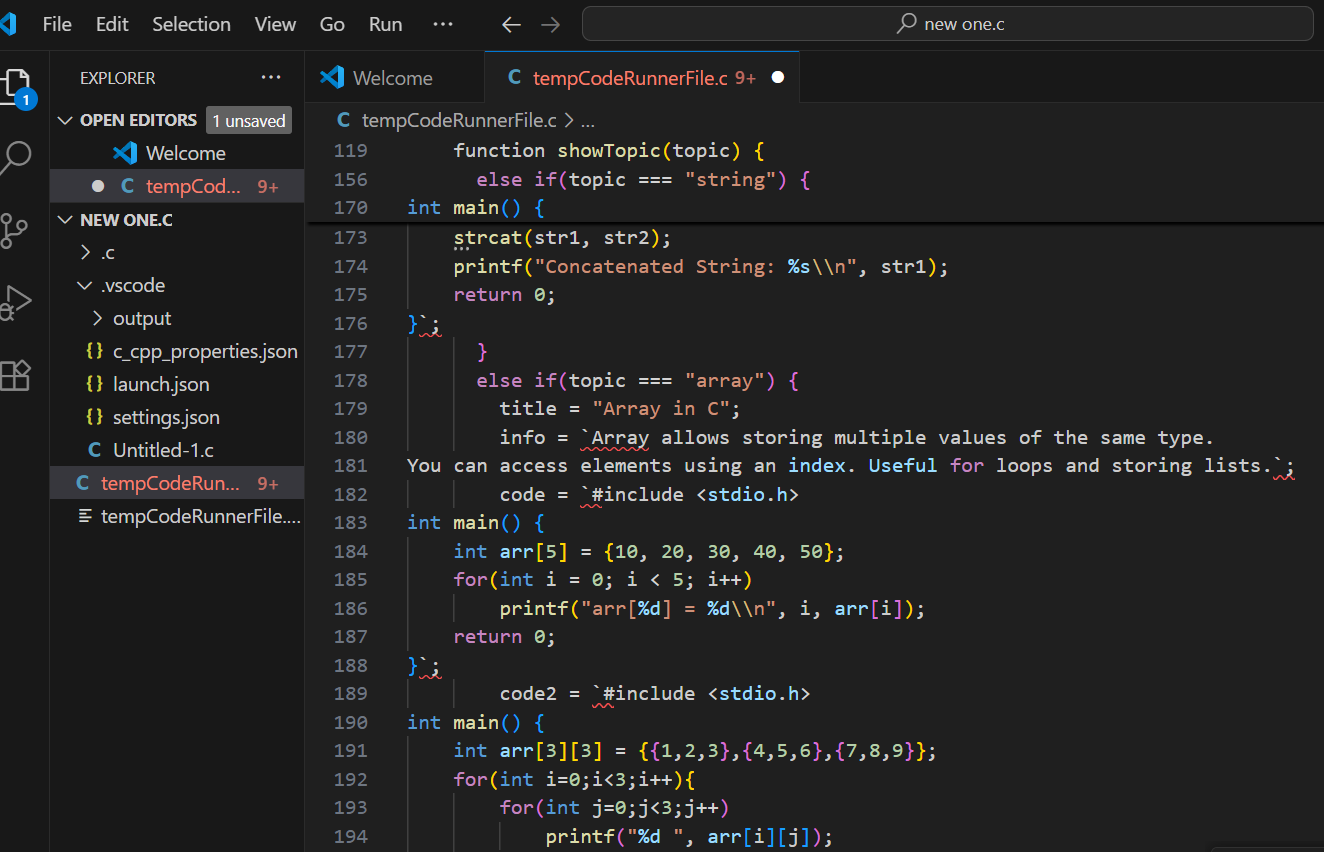 File Edit Selection View Go Run ··· ← → new one.c
EXPLORER ···
1
OPEN EDITORS 1 unsaved
Welcome
tempCod... 9+
NEW ONE.C
.c
.vscode
output
{} c_cpp_properties.json
{} launch.json
{} settings.json
C Untitled-1.c
C tempCodeRun... 9+
tempCodeRunnerFile....
Welcome C tempCodeRunnerFile.c 9+
C tempCodeRunnerFile.c > ...
119     function showTopic(topic) {
156       else if(topic === "string") {
170 int main() {
173     strcat(str1, str2);
174     printf("Concatenated String: %s\\n", str1);
175     return 0;
176 }`;
177       }
178       else if(topic === "array") {
179         title = "Array in C";
180         info = `Array allows storing multiple values of the same type.
181 You can access elements using an index. Useful for loops and storing lists.`;
182         code = `#include <stdio.h>
183 int main() {
184     int arr[5] = {10, 20, 30, 40, 50};
185     for(int i = 0; i < 5; i++)
186         printf("arr[%d] = %d\\n", i, arr[i]);
187     return 0;
188 }`;
189         code2 = `#include <stdio.h>
190 int main() {
191     int arr[3][3] = {{1,2,3},{4,5,6},{7,8,9}};
192     for(int i=0;i<3;i++){
193         for(int j=0;j<3;j++)
194             printf("%d ", arr[i][j]);